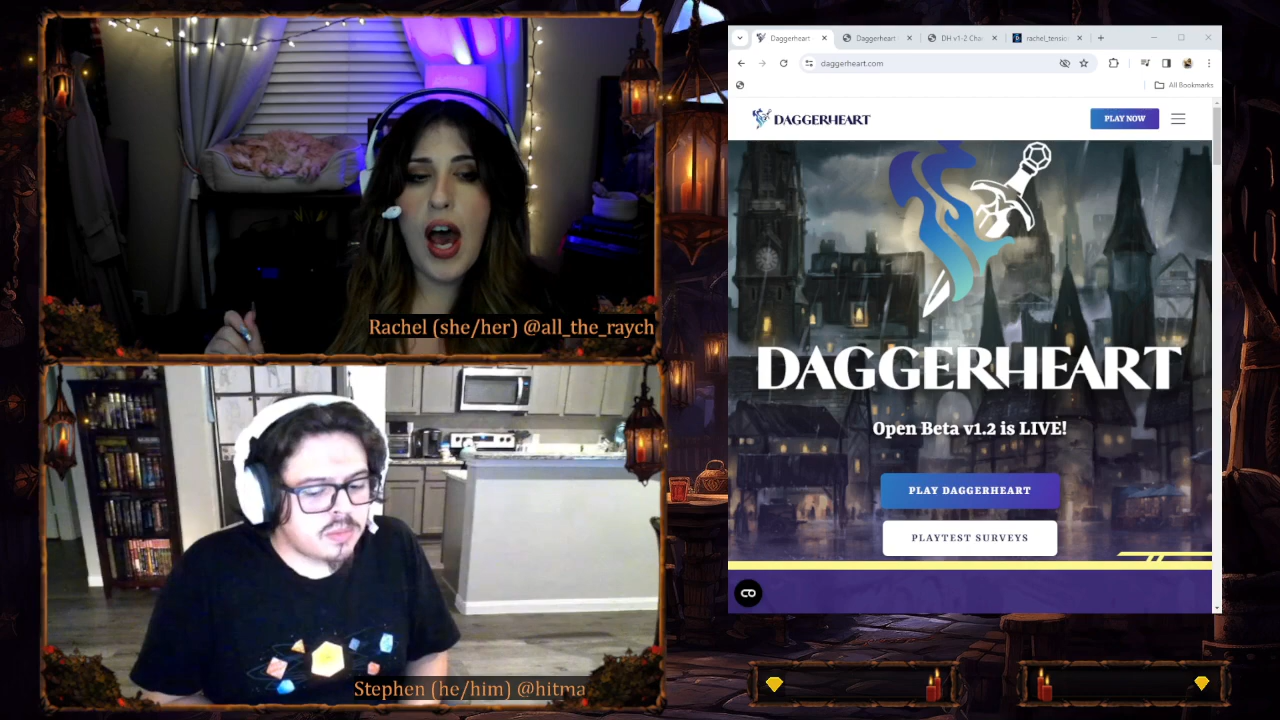 Rachel (she/her) @all_the_raych
Stephen (he/him) @hitma
Daggerheart
Daggerheart
DH v1-2 Cha
rachel_tensio
daggerheart.com
All Bookmarks
DAGGERHEART
PLAY NOW
DAGGERHEART
Open Beta v1.2 is LIVE!
PLAY DAGGERHEART
PLAYTEST SURVEYS